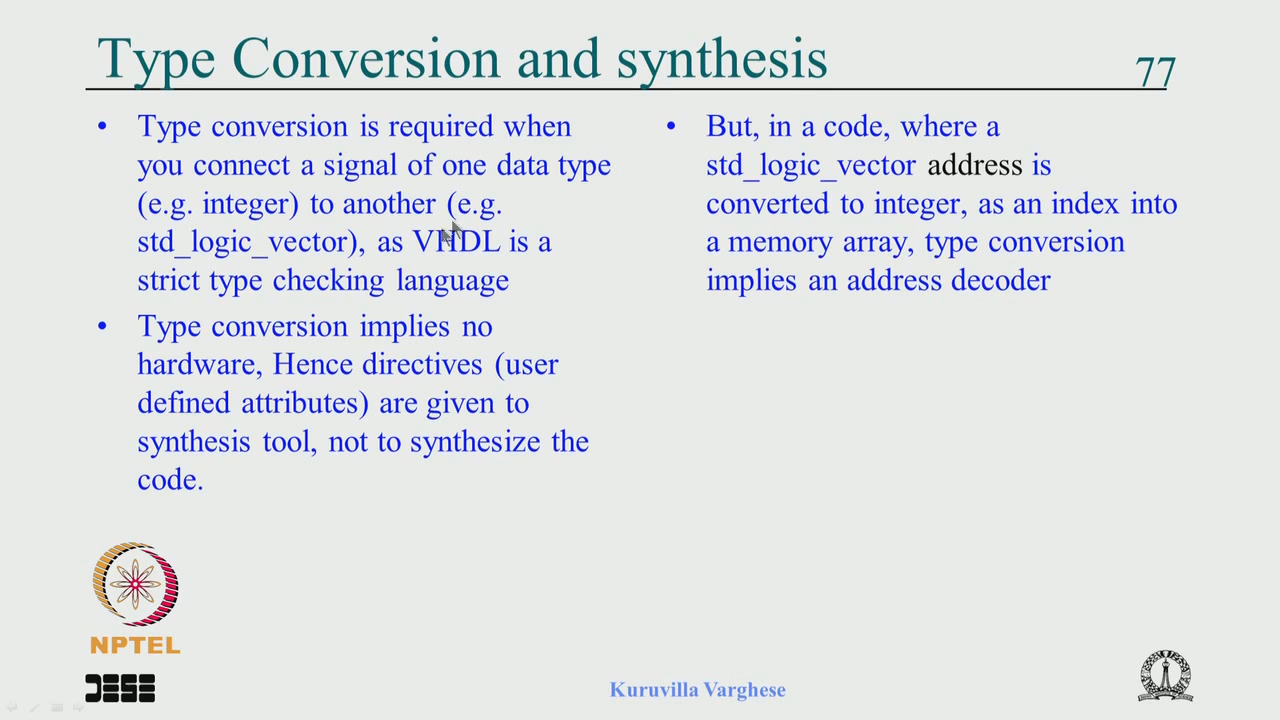 Type Conversion and synthesis
77
• Type conversion is required when
you connect a signal of one data type
(e.g. integer) to another (e.g.
std_logic_vector), as VHDL is a
strict type checking language
• Type conversion implies no
hardware, Hence directives (user
defined attributes) are given to
synthesis tool, not to synthesize the
code.
• But, in a code, where a
std_logic_vector address is
converted to integer, as an index into
a memory array, type conversion
implies an address decoder
NPTEL
DESE
Kuruvilla Varghese